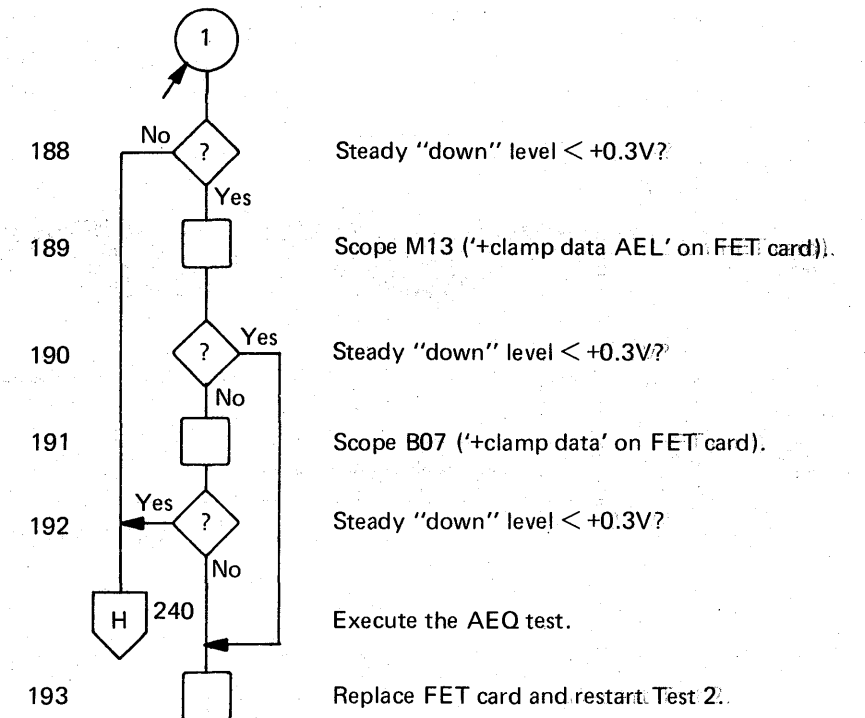 1
No
188 ? Steady "down" level < +0.3V?
Yes
189 Scope M13 ('+clamp data AEL' on FET card).
Yes
190 ? Steady "down" level < +0.3V?
No
191 Scope B07 ('+clamp data' on FET card).
Yes
192 ? Steady "down" level < +0.3V?
No
H 240 Execute the AEQ test.
193 Replace FET card and restart Test 2.